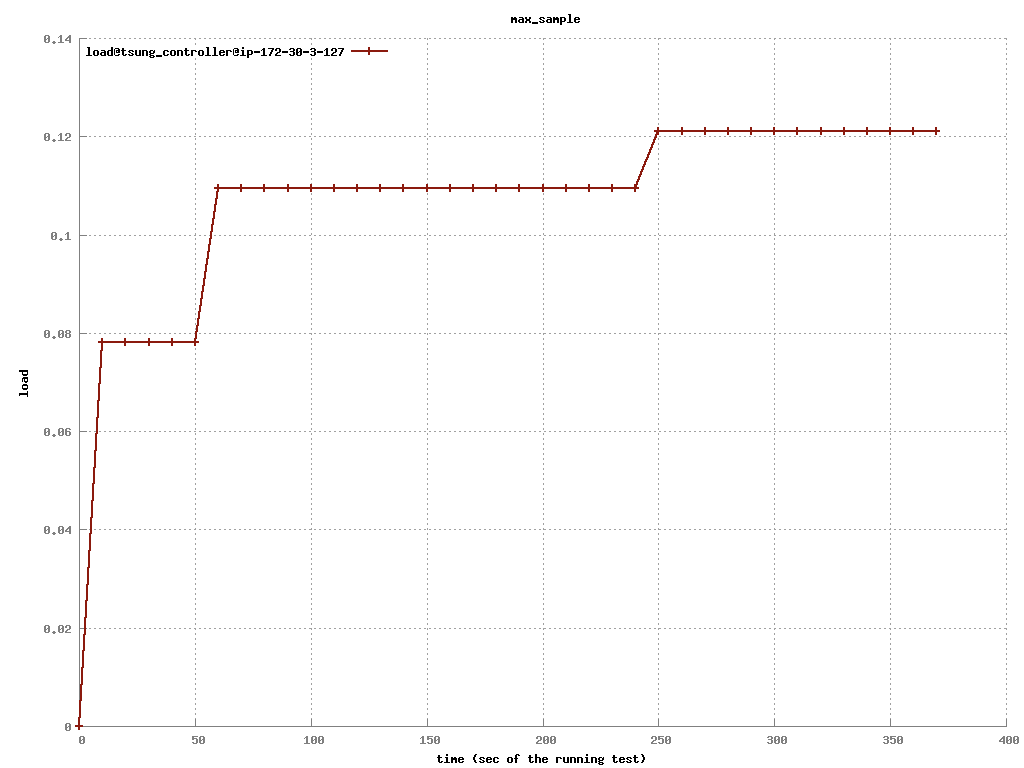 max_sample
load@tsung_controller@ip-172-30-3-127
0.14
0.12
0.1
0.08
0.06
0.04
0.02
0
load
0 50 100 150 200 250 300 350 400
time (sec of the running test)